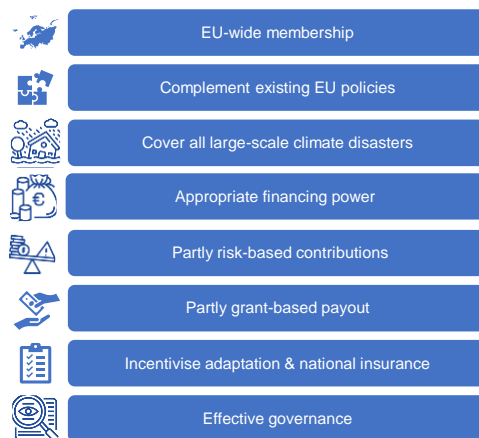 EU-wide membership
Complement existing EU policies
Cover all large-scale climate disasters
Appropriate financing power
Partly risk-based contributions
Partly grant-based payout
Incentivise adaptation & national insurance
Effective governance